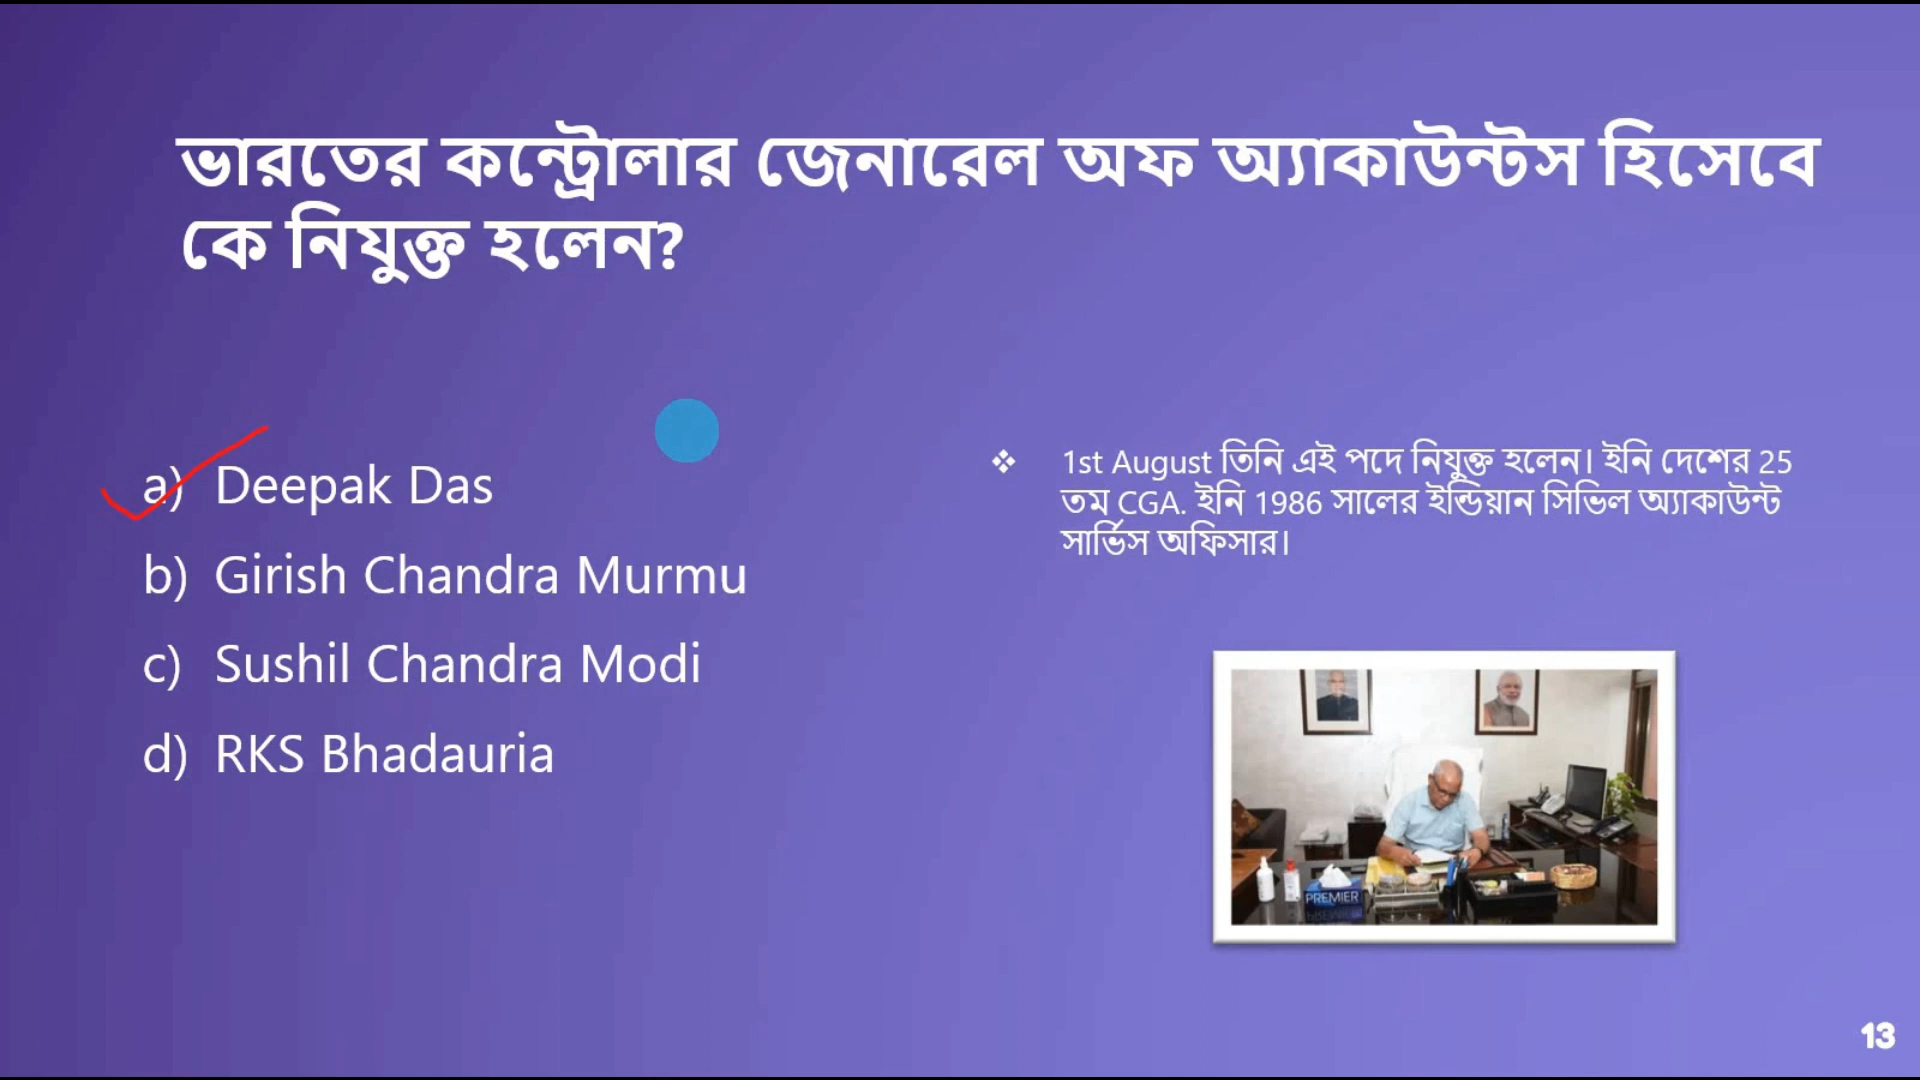 ভারতের কন্ট্রোলার জেনারেল অফ অ্যাকাউন্টস হিসেবে
কে নিযুক্ত হলেন?
a) Deepak Das
b) Girish Chandra Murmu
c) Sushil Chandra Modi
d) RKS Bhadauria
❖ 1st August তিনি এই পদে নিযুক্ত হলেন। ইনি দেশের 25
তম CGA. ইনি 1986 সালের ইন্ডিয়ান সিভিল অ্যাকাউন্ট
সার্ভিস অফিসার।
PREMIER
13